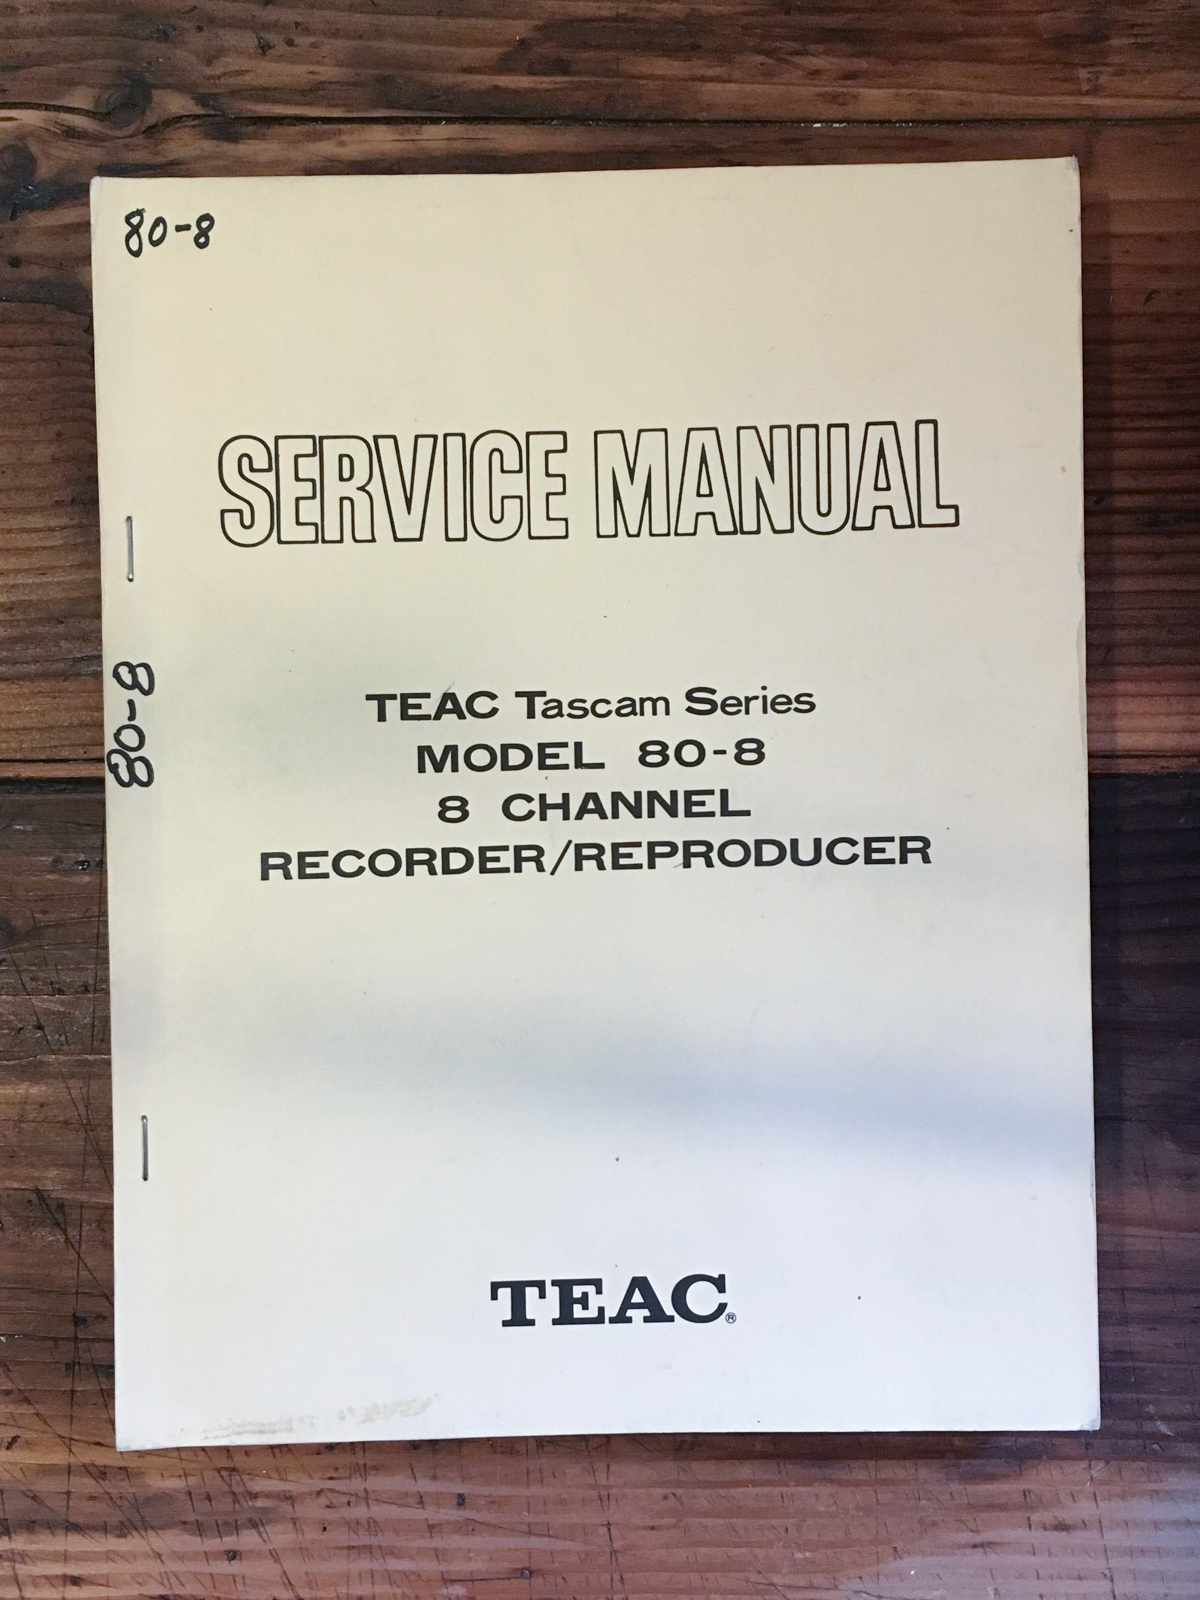 80-8
SERVICE MANUAL
80-8
TEAC Tascam Series
MODEL 80-8
8 CHANNEL
RECORDER/REPRODUCER
TEAC®